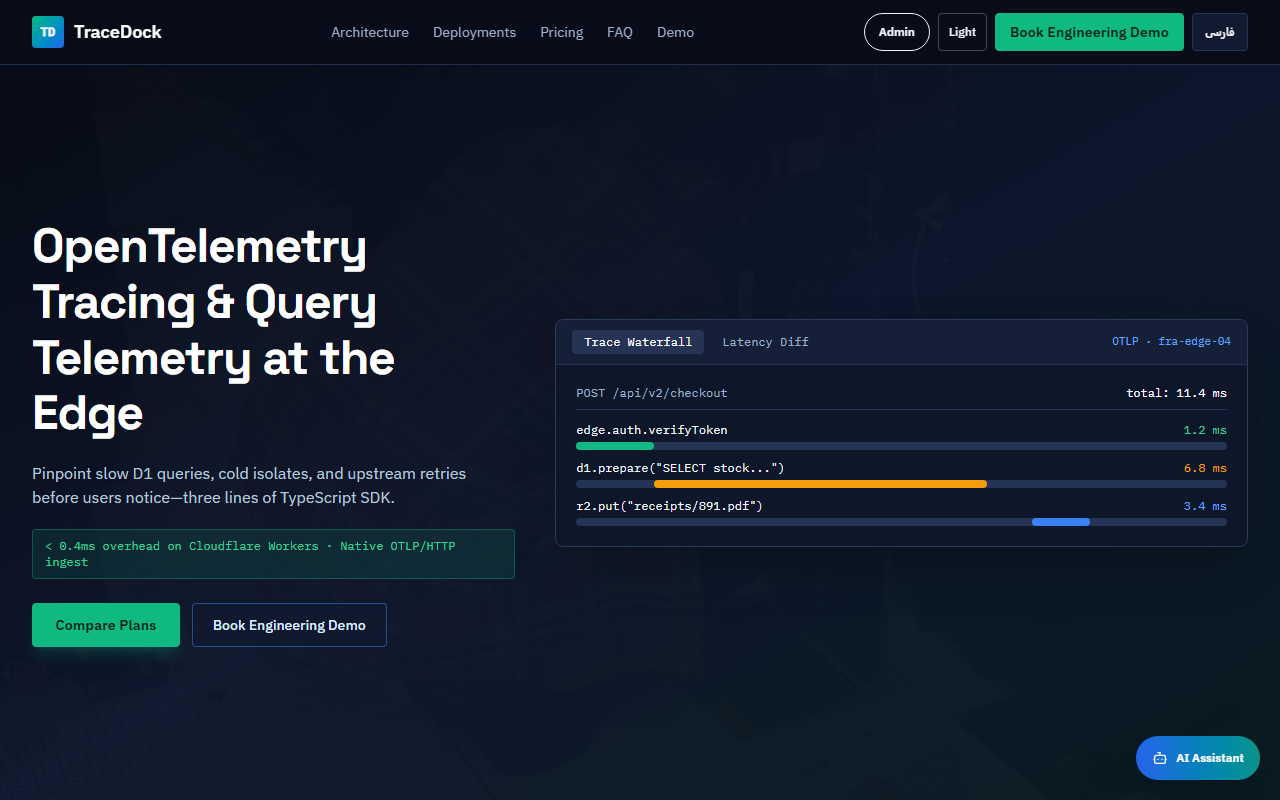 TD TraceDock
Architecture Deployments Pricing FAQ Demo
Admin Light Book Engineering Demo فارسی
OpenTelemetry
Tracing & Query
Telemetry at the
Edge
Pinpoint slow D1 queries, cold isolates, and upstream retries
before users notice—three lines of TypeScript SDK.
< 0.4ms overhead on Cloudflare Workers · Native OTLP/HTTP
ingest
Compare Plans Book Engineering Demo
Trace Waterfall Latency Diff OTLP · fra-edge-04
POST /api/v2/checkout total: 11.4 ms
edge.auth.verifyToken 1.2 ms
d1.prepare("SELECT stock...") 6.8 ms
r2.put("receipts/891.pdf") 3.4 ms
AI Assistant